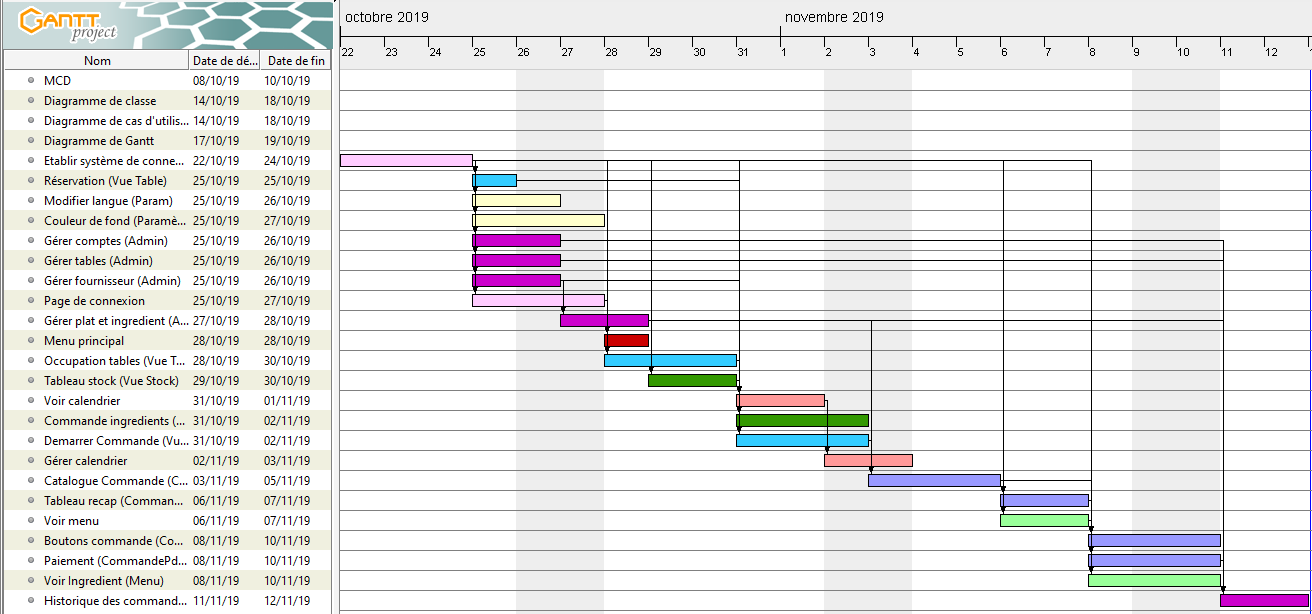 GANTT project
octobre 2019 novembre 2019
22 23 24 25 26 27 28 29 30 31 1 2 3 4 5 6 7 8 9 10 11 12
Nom Date de dé... Date de fin
MCD 08/10/19 10/10/19
Diagramme de classe 14/10/19 18/10/19
Diagramme de cas d'utilis... 14/10/19 18/10/19
Diagramme de Gantt 17/10/19 19/10/19
Etablir système de conne... 22/10/19 24/10/19
Réservation (Vue Table) 25/10/19 25/10/19
Modifier langue (Param) 25/10/19 26/10/19
Couleur de fond (Paramè... 25/10/19 27/10/19
Gérer comptes (Admin) 25/10/19 26/10/19
Gérer tables (Admin) 25/10/19 26/10/19
Gérer fournisseur (Admin) 25/10/19 26/10/19
Page de connexion 25/10/19 27/10/19
Gérer plat et ingredient (A... 27/10/19 28/10/19
Menu principal 28/10/19 28/10/19
Occupation tables (Vue T... 28/10/19 30/10/19
Tableau stock (Vue Stock) 29/10/19 30/10/19
Voir calendrier 31/10/19 01/11/19
Commande ingredients (... 31/10/19 02/11/19
Demarrer Commande (Vu... 31/10/19 02/11/19
Gérer calendrier 02/11/19 03/11/19
Catalogue Commande (C... 03/11/19 05/11/19
Tableau recap (Comman... 06/11/19 07/11/19
Voir menu 06/11/19 07/11/19
Boutons commande (Co... 08/11/19 10/11/19
Paiement (CommandePd... 08/11/19 10/11/19
Voir Ingredient (Menu) 08/11/19 10/11/19
Historique des command... 11/11/19 12/11/19